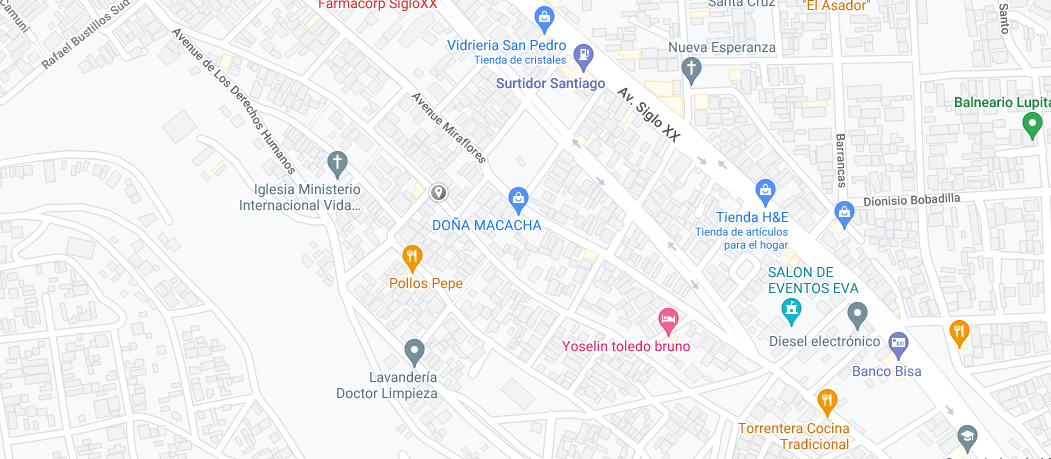 Camuni
Rafael Bustillos Sud
Farmacorp SigloXX
Santa Cruz
"El Asador"
Santo
Vidrieria San Pedro
Tienda de cristales
Nueva Esperanza
Surtidor Santiago
Avenue de Los Derechos Humanos
Avenue Miraflores
Av. Siglo XX
Balneario Lupita
Barrancas
Iglesia Ministerio
Internacional Vida...
Dionisio Bobadilla
DOÑA MACACHA
Tienda H&E
Tienda de artículos
para el hogar
Pollos Pepe
SALON DE
EVENTOS EVA
Yoselin toledo bruno
Diesel electrónico
Banco Bisa
Lavandería
Doctor Limpieza
Torrentera Cocina
Tradicional